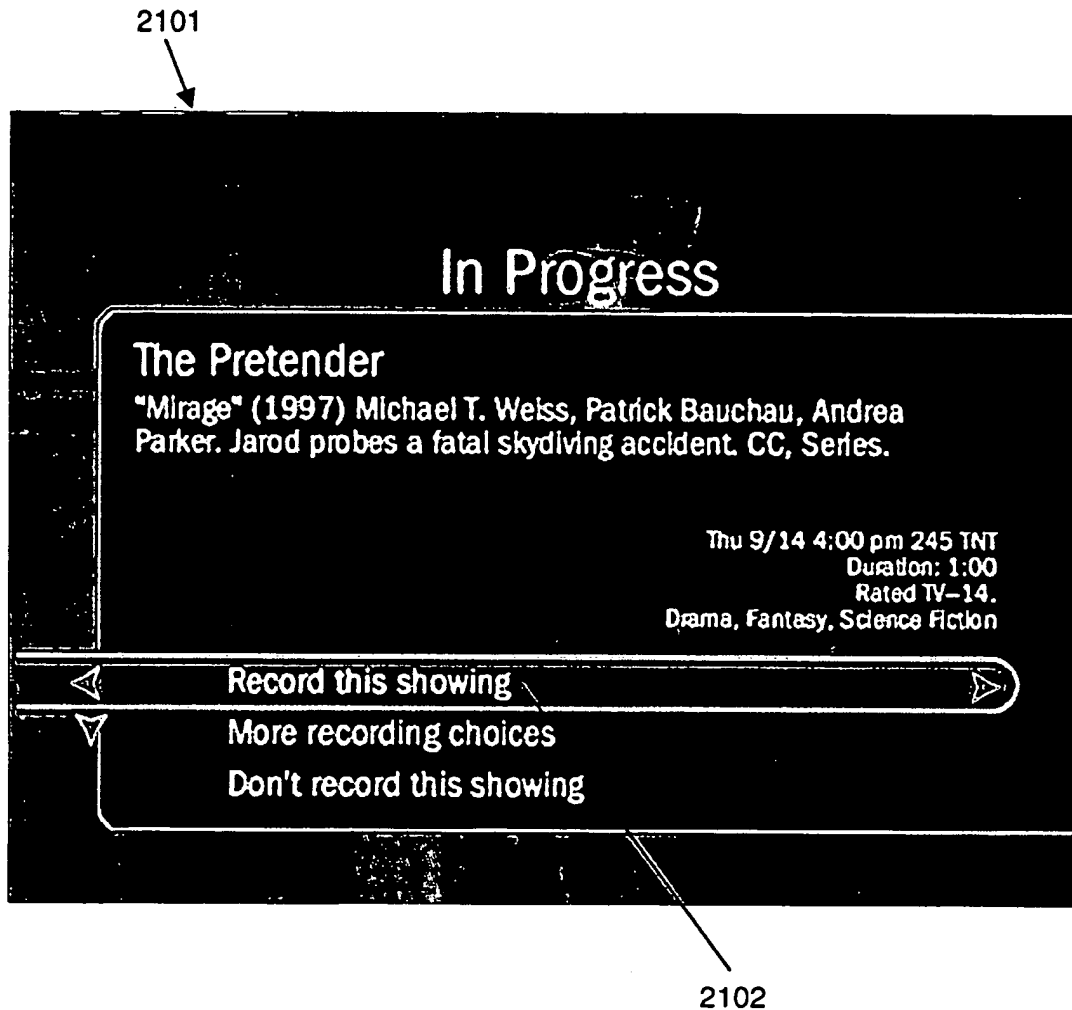 2101
In Progress
The Pretender
"Mirage" (1997) Michael T. Weiss, Patrick Bauchau, Andrea
Parker. Jarod probes a fatal skydiving accident. CC, Series.
Thu 9/14 4:00 pm 245 TNT
Duration: 1:00
Rated TV-14.
Drama, Fantasy, Science Fiction
Record this showing
More recording choices
Don't record this showing
2102